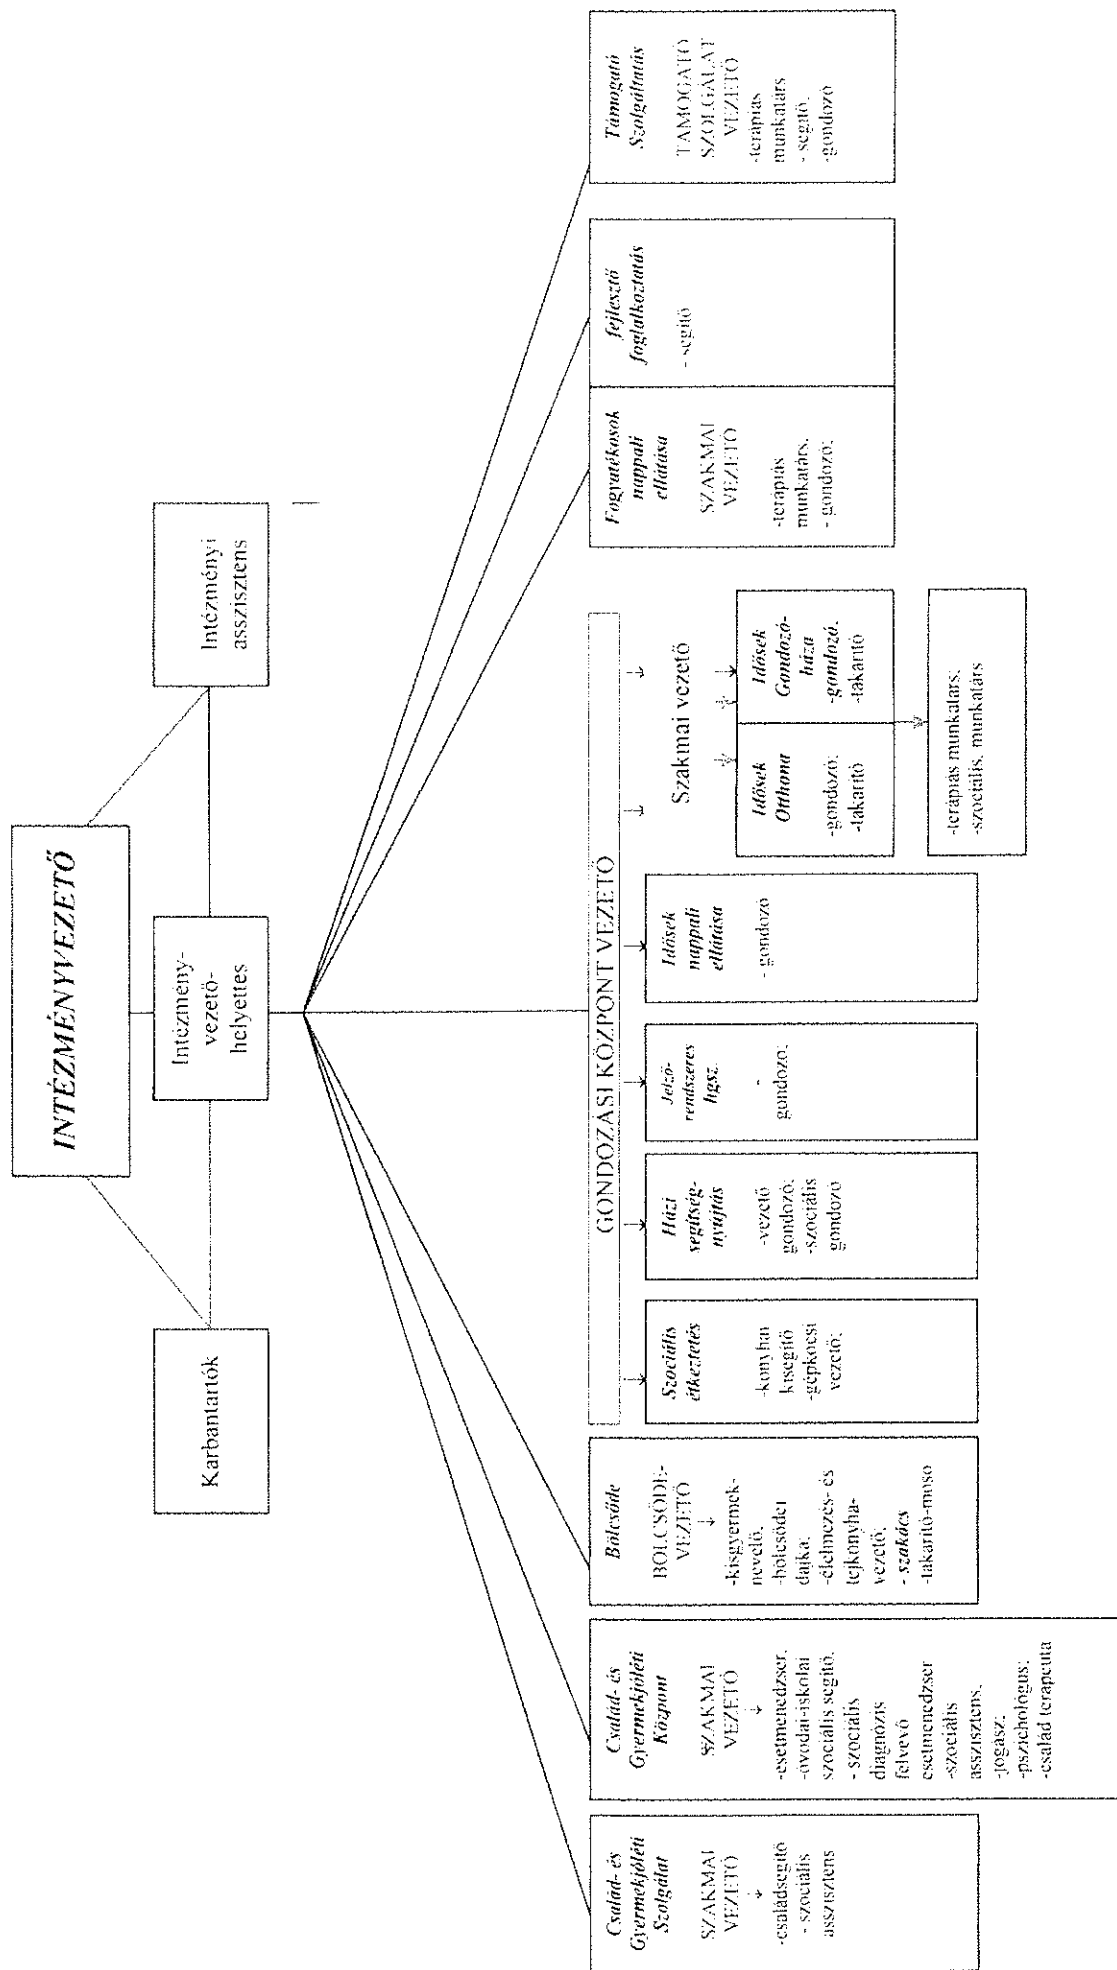 INTÉZMÉNYVEZETŐ
Karbantartók
Intézmény-
vezető-
helyettes
Intézményi
asszisztens
Család- és
Gyermekjóléti
Szolgálat
SZAKMAI
VEZETŐ
-családsegítő
- szociális
asszisztens
Család- és
Gyermekjóléti
Központ
SZAKMAI
VEZETŐ
-esetmenedzser,
-óvodai-iskolai
szociális segítő,
- szociális
diagnózis
felvevő
esetmenedzser
-szociális
asszisztens,
-jogász;
-pszichológus;
-család terapeuta
Bölcsőde
BÖLCSŐDE-
VEZETŐ
-kisgyermek-
nevelő,
-bölcsődei
dajka;
-élelmezés- és
tejkonyha-
vezető;
- szakács
-takarító-mosó
GONDOZÁSI KÖZPONT VEZETŐ
Szociális
étkeztetés
-konyhai
kisegítő
-gépkocsi
vezető;
Házi
segítség-
nyújtás
-vezető
gondozó;
-szociális
gondozó
Jelző-
rendszeres
hgsz.
-
gondozó;
Idősek
nappali
ellátása
- gondozó
Szakmai vezető
Idősek
Otthona
-gondozó;
-takarító
Idősek
Gondozó-
háza
-gondozó,
-takarító
-terápiás munkatárs;
-szociális, munkatárs
Fogyatékosok
nappali
ellátása
SZAKMAI
VEZETŐ
-terápiás
munkatárs,
- gondozó;
fejlesztő
foglalkoztatás
- segítő
Támogató
Szolgáltatás
TÁMOGATÓ
SZOLGÁLAT
VEZETŐ
-terápiás
munkatárs
- segítő,
-gondozó